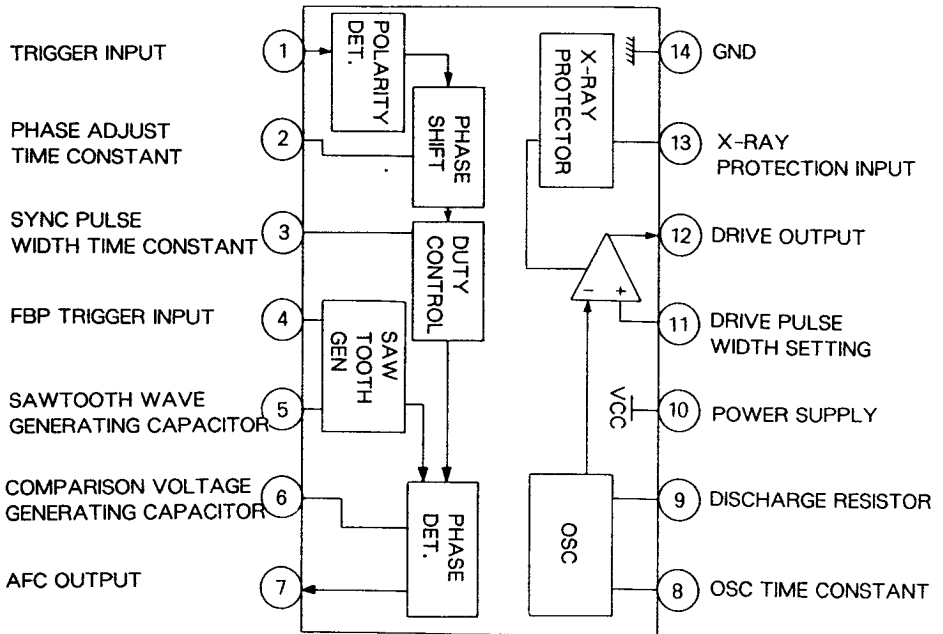 TRIGGER INPUT
1
POLARITY
DET.
PHASE ADJUST
TIME CONSTANT
2
PHASE
SHIFT
SYNC PULSE
WIDTH TIME CONSTANT
3
DUTY
CONTROL
FBP TRIGGER INPUT
4
SAW
TOOTH
GEN
SAWTOOTH WAVE
GENERATING CAPACITOR
5
COMPARISON VOLTAGE
GENERATING CAPACITOR
6
PHASE
DET.
AFC OUTPUT
7
X-RAY
PROTECTOR
14
GND
13
X-RAY
PROTECTION INPUT
12
DRIVE OUTPUT
- +
11
DRIVE PULSE
WIDTH SETTING
VCC
10
POWER SUPPLY
OSC
9
DISCHARGE RESISTOR
8
OSC TIME CONSTANT